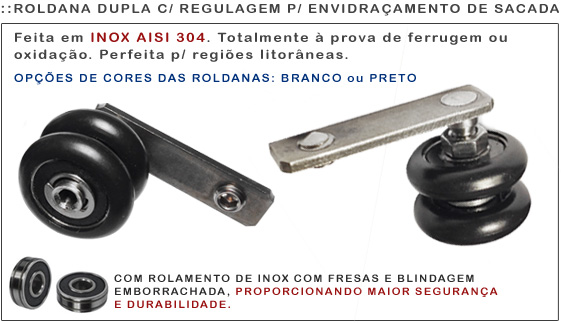 ::ROLDANA DUPLA C/ REGULAGEM P/ ENVIDRAÇAMENTO DE SACADA
Feita em INOX AISI 304. Totalmente à prova de ferrugem ou
oxidação. Perfeita p/ regiões litorâneas.
OPÇÕES DE CORES DAS ROLDANAS: BRANCO ou PRETO
COM ROLAMENTO DE INOX COM FRESAS E BLINDAGEM
EMBORRACHADA, PROPORCIONANDO MAIOR SEGURANÇA
E DURABILIDADE.